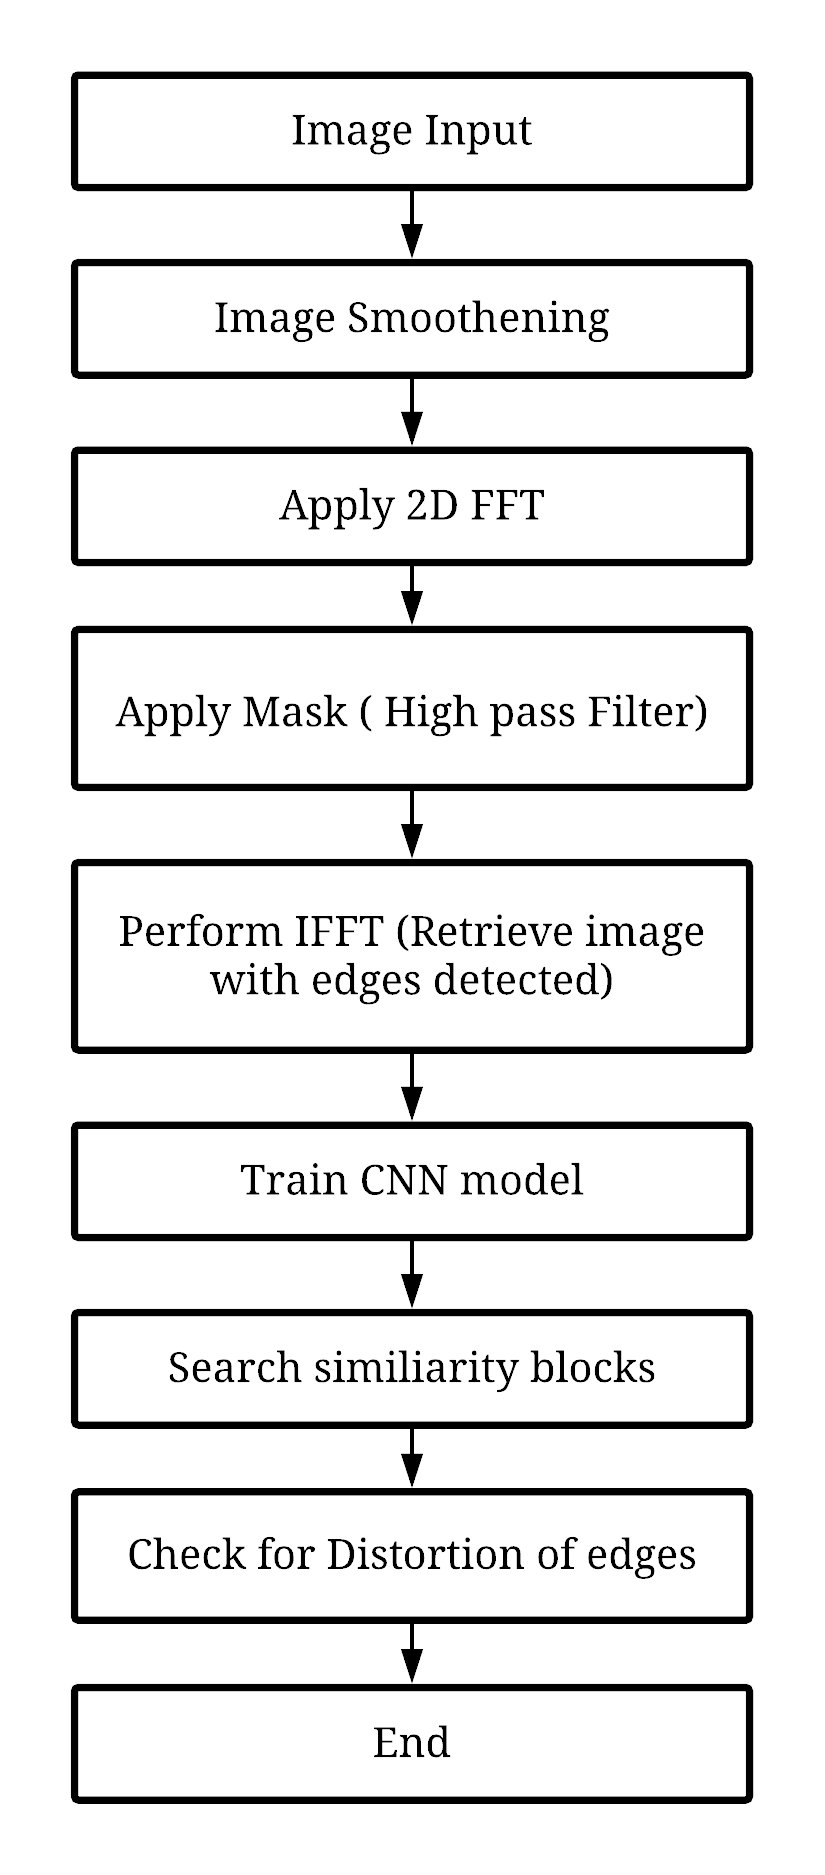 Image Input
Image Smoothening
Apply 2D FFT
Apply Mask ( High pass Filter)
Perform IFFT (Retrieve image
with edges detected)
Train CNN model
Search similiarity blocks
Check for Distortion of edges
End